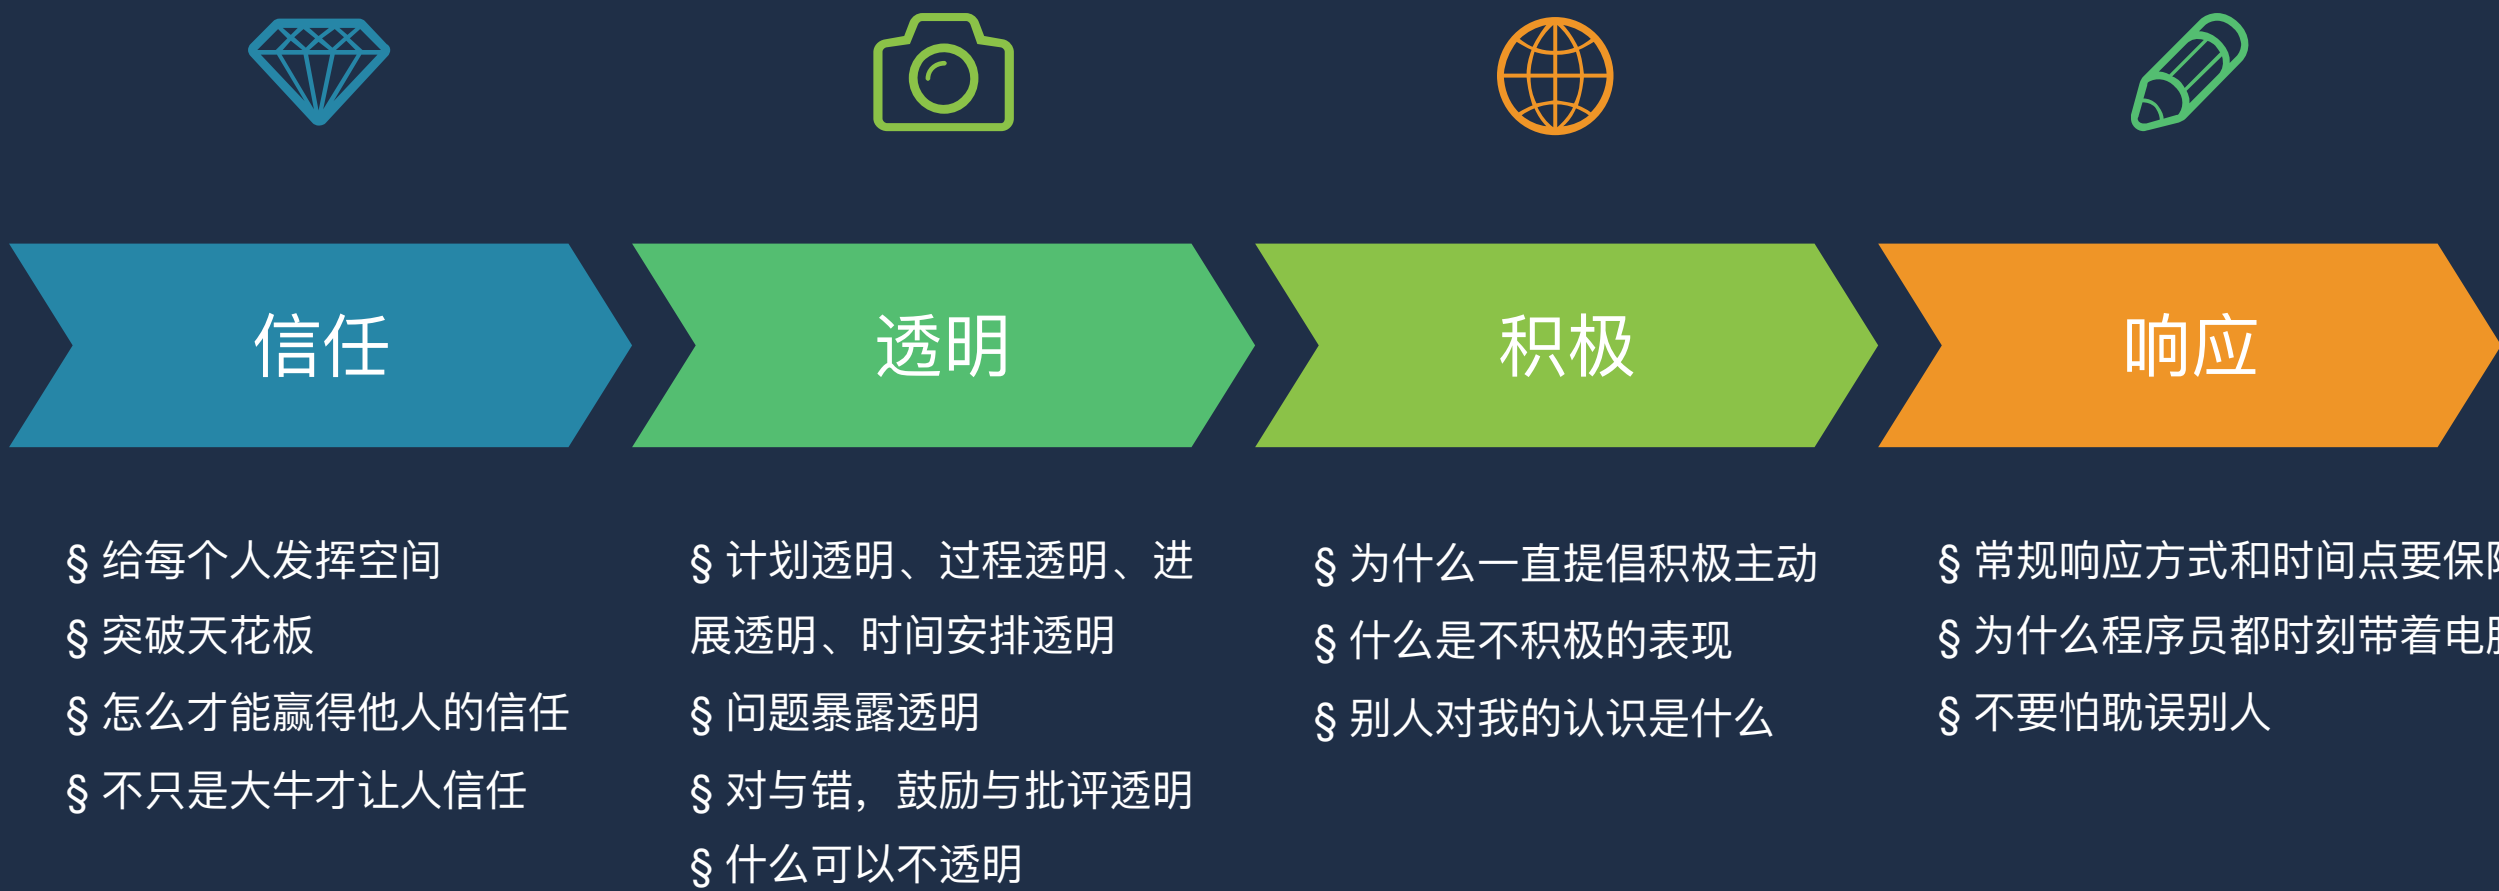 信任
透明
积极
响应
§ 给每个人发挥空间
§ 突破天花板
§ 怎么才能赢得他人的信任
§ 不只是大牛才让人信任
§ 计划透明、进程透明、进
展透明、时间安排透明
§ 问题暴露透明
§ 对与错，鼓励与批评透明
§ 什么可以不透明
§ 为什么一直提倡积极主动
§ 什么是不积极的表现
§ 别人对我的认识是什么
§ 常规响应方式和时间点要保
§ 为什么程序员都时刻带着电
§ 不要怕耽误别人